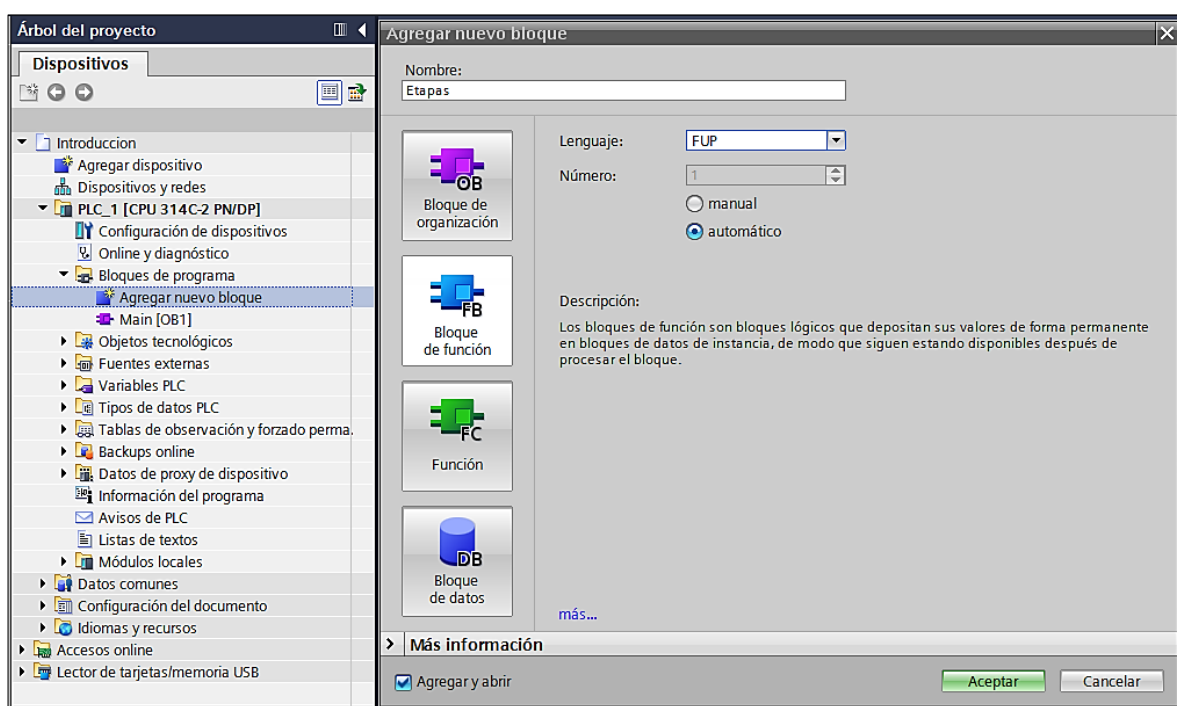 Árbol del proyecto
Dispositivos
Introduccion
Agregar dispositivo
Dispositivos y redes
PLC_1 [CPU 314C-2 PN/DP]
Configuración de dispositivos
Online y diagnóstico
Bloques de programa
Agregar nuevo bloque
Main [OB1]
Objetos tecnológicos
Fuentes externas
Variables PLC
Tipos de datos PLC
Tablas de observación y forzado perma.
Backups online
Datos de proxy de dispositivo
Información del programa
Avisos de PLC
Listas de textos
Módulos locales
Datos comunes
Configuración del documento
Idiomas y recursos
Accesos online
Lector de tarjetas/memoria USB
Agregar nuevo bloque
Nombre:
Etapas
OB
Bloque de
organización
FB
Bloque
de función
FC
Función
DB
Bloque
de datos
Lenguaje: FUP
Número: 1
manual
automático
Descripción:
Los bloques de función son bloques lógicos que depositan sus valores de forma permanente
en bloques de datos de instancia, de modo que siguen estando disponibles después de
procesar el bloque.
más...
Más información
Agregar y abrir
Aceptar Cancelar